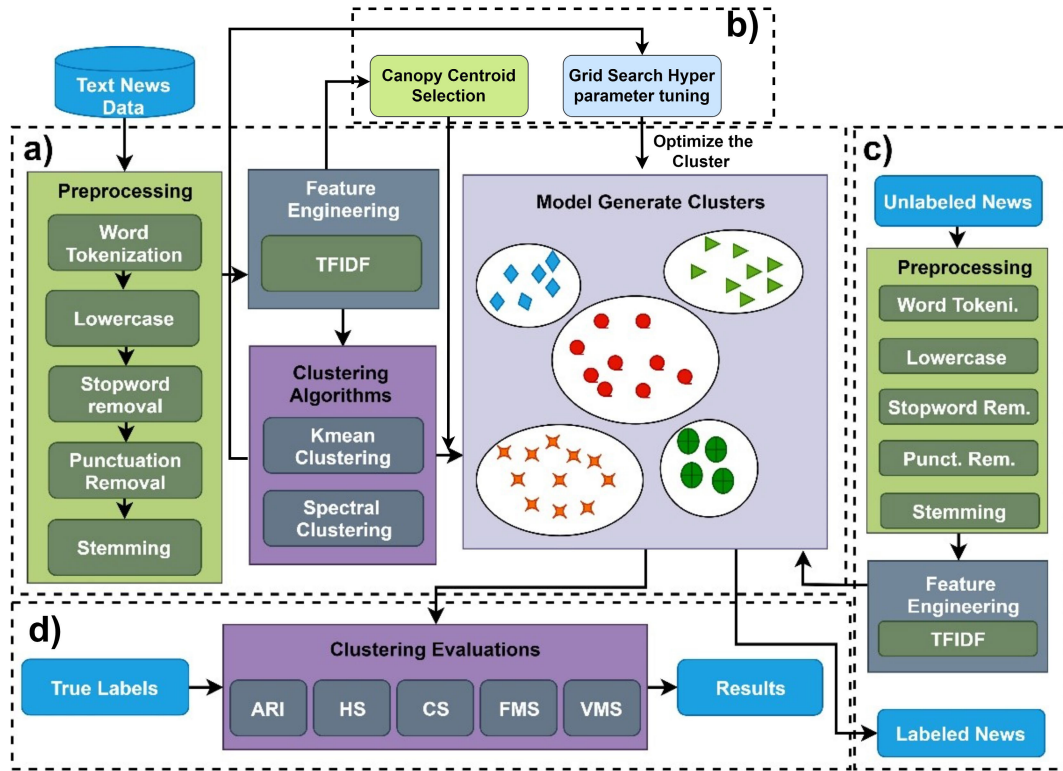 b)
Text News
Data
Canopy Centroid
Selection
Grid Search Hyper
parameter tuning
Optimize the
Cluster
a)
Preprocessing
Word
Tokenization
Lowercase
Stopword
removal
Punctuation
Removal
Stemming
Feature
Engineering
TFIDF
Clustering
Algorithms
Kmean
Clustering
Spectral
Clustering
Model Generate Clusters
c)
Unlabeled News
Preprocessing
Word Tokeni.
Lowercase
Stopword Rem.
Punct. Rem.
Stemming
Feature
Engineering
TFIDF
Labeled News
d)
True Labels
Clustering Evaluations
ARI
HS
CS
FMS
VMS
Results